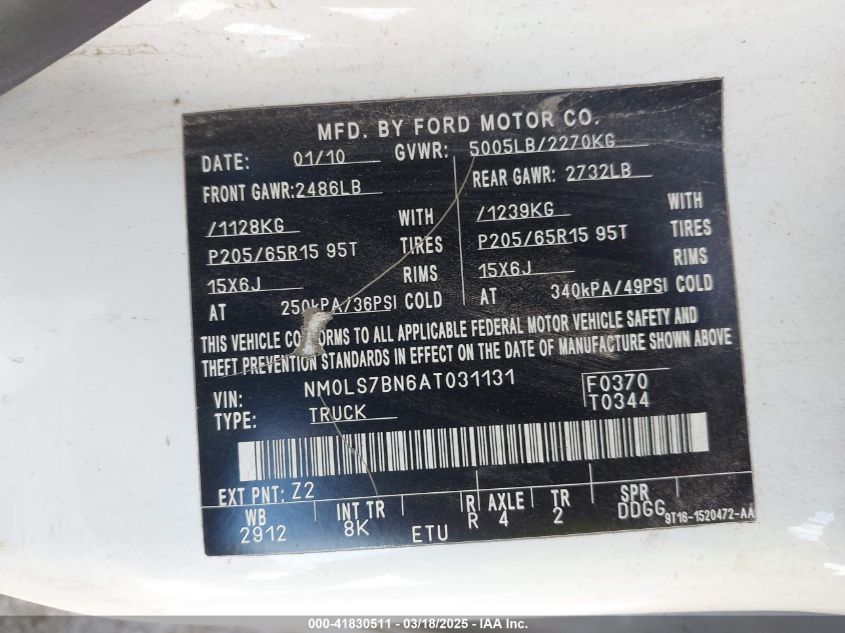 MFD. BY FORD MOTOR CO.
DATE: 01/10 GVWR: 5005LB/2270KG
FRONT GAWR: 2486LB REAR GAWR: 2732LB
/1128KG WITH /1239KG WITH
P205/65R15 95T TIRES P205/65R15 95T TIRES
15X6J RIMS 15X6J RIMS
AT 250kPA/36PSI COLD AT 340kPA/49PSI COLD
THIS VEHICLE CONFORMS TO ALL APPLICABLE FEDERAL MOTOR VEHICLE SAFETY AND
THEFT PREVENTION STANDARDS IN EFFECT ON THE DATE OF MANUFACTURE SHOWN ABOVE
VIN: NM0LS7BN6AT031131 F0370
TYPE: TRUCK T0344
EXT PNT: Z2
WB INT TR R AXLE TR SPR
2912 8K ETU R 4 2 DDGG 9T16-1520472-AA
000-41830511 - 03/18/2025 - IAA Inc.